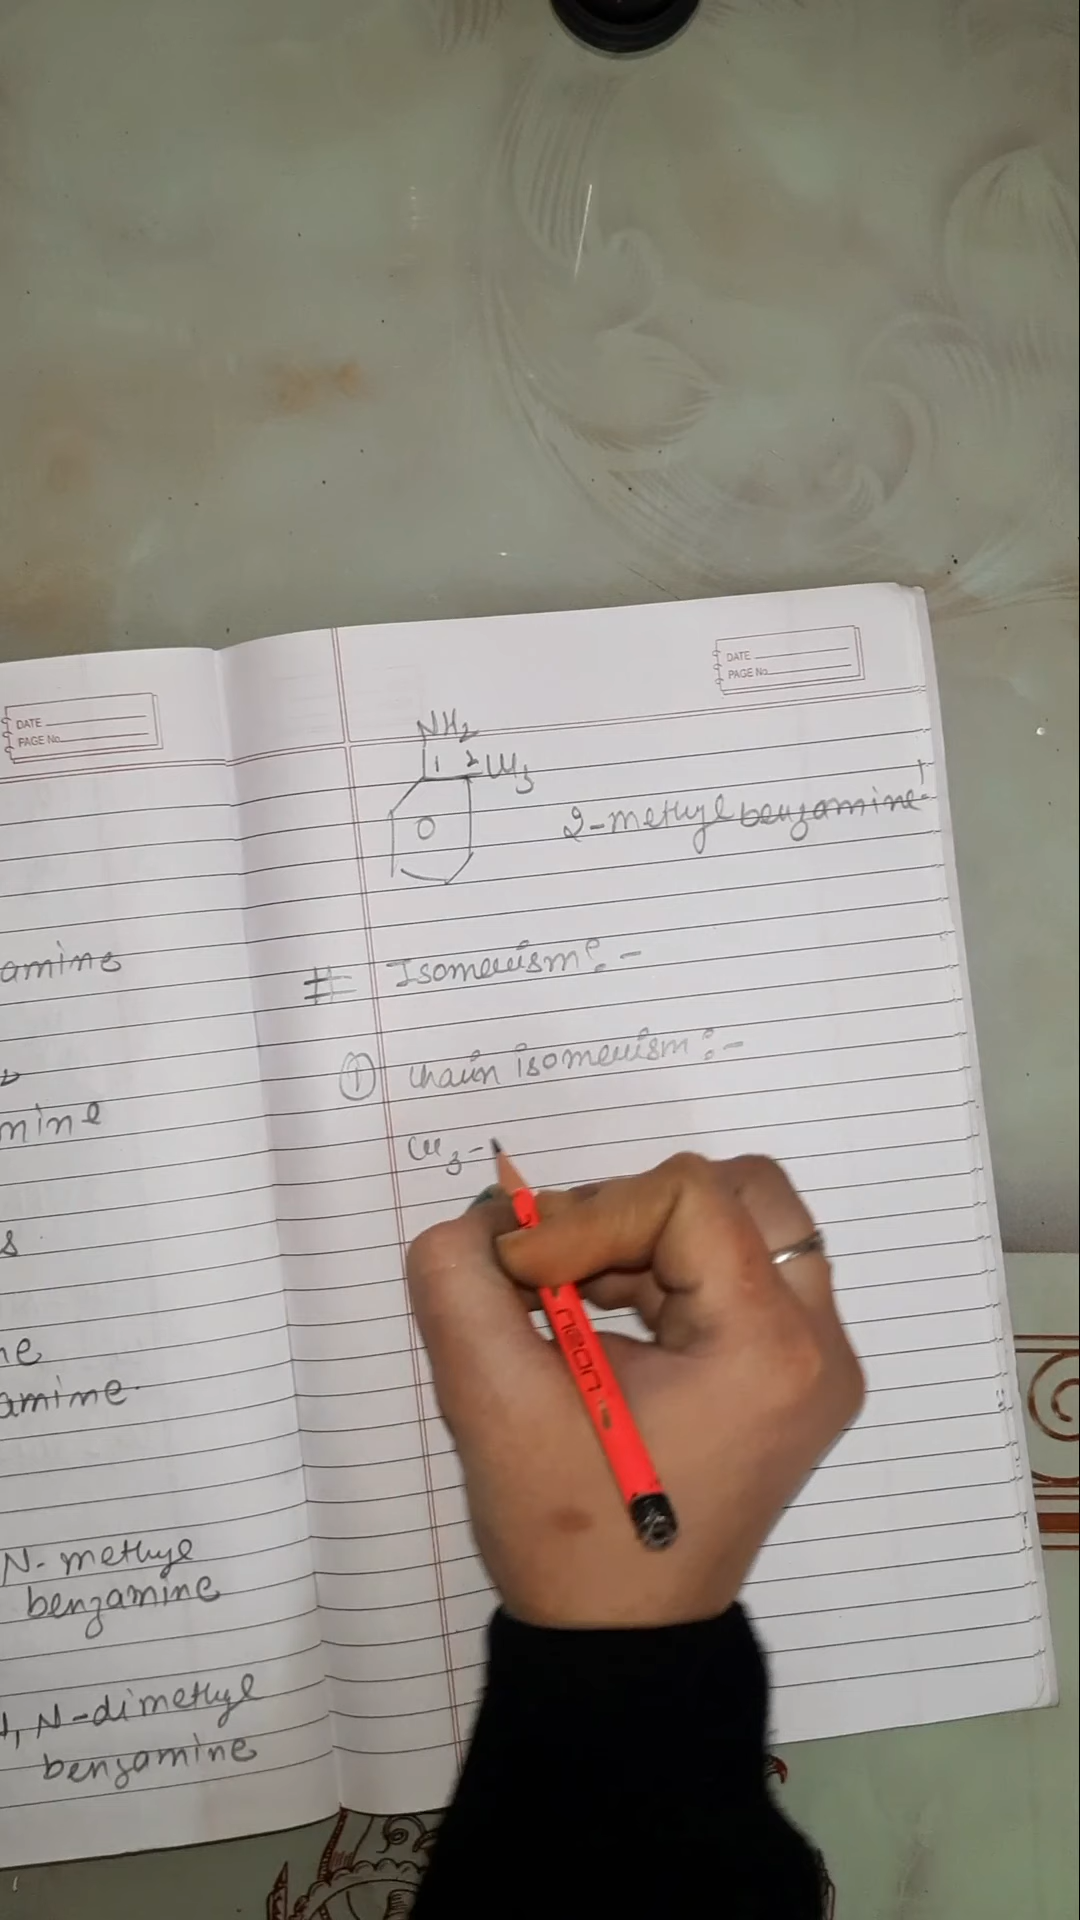 DATE
PAGE No.
amine
mine
s
ne
amine.
N-methyl
benzamine
N-dimethyl
benzamine
DATE
PAGE No.
NH2
1 2 CH3
2-methyl benzamine
# Isomerism:-
① Chain isomerism:-
CH3-
neon